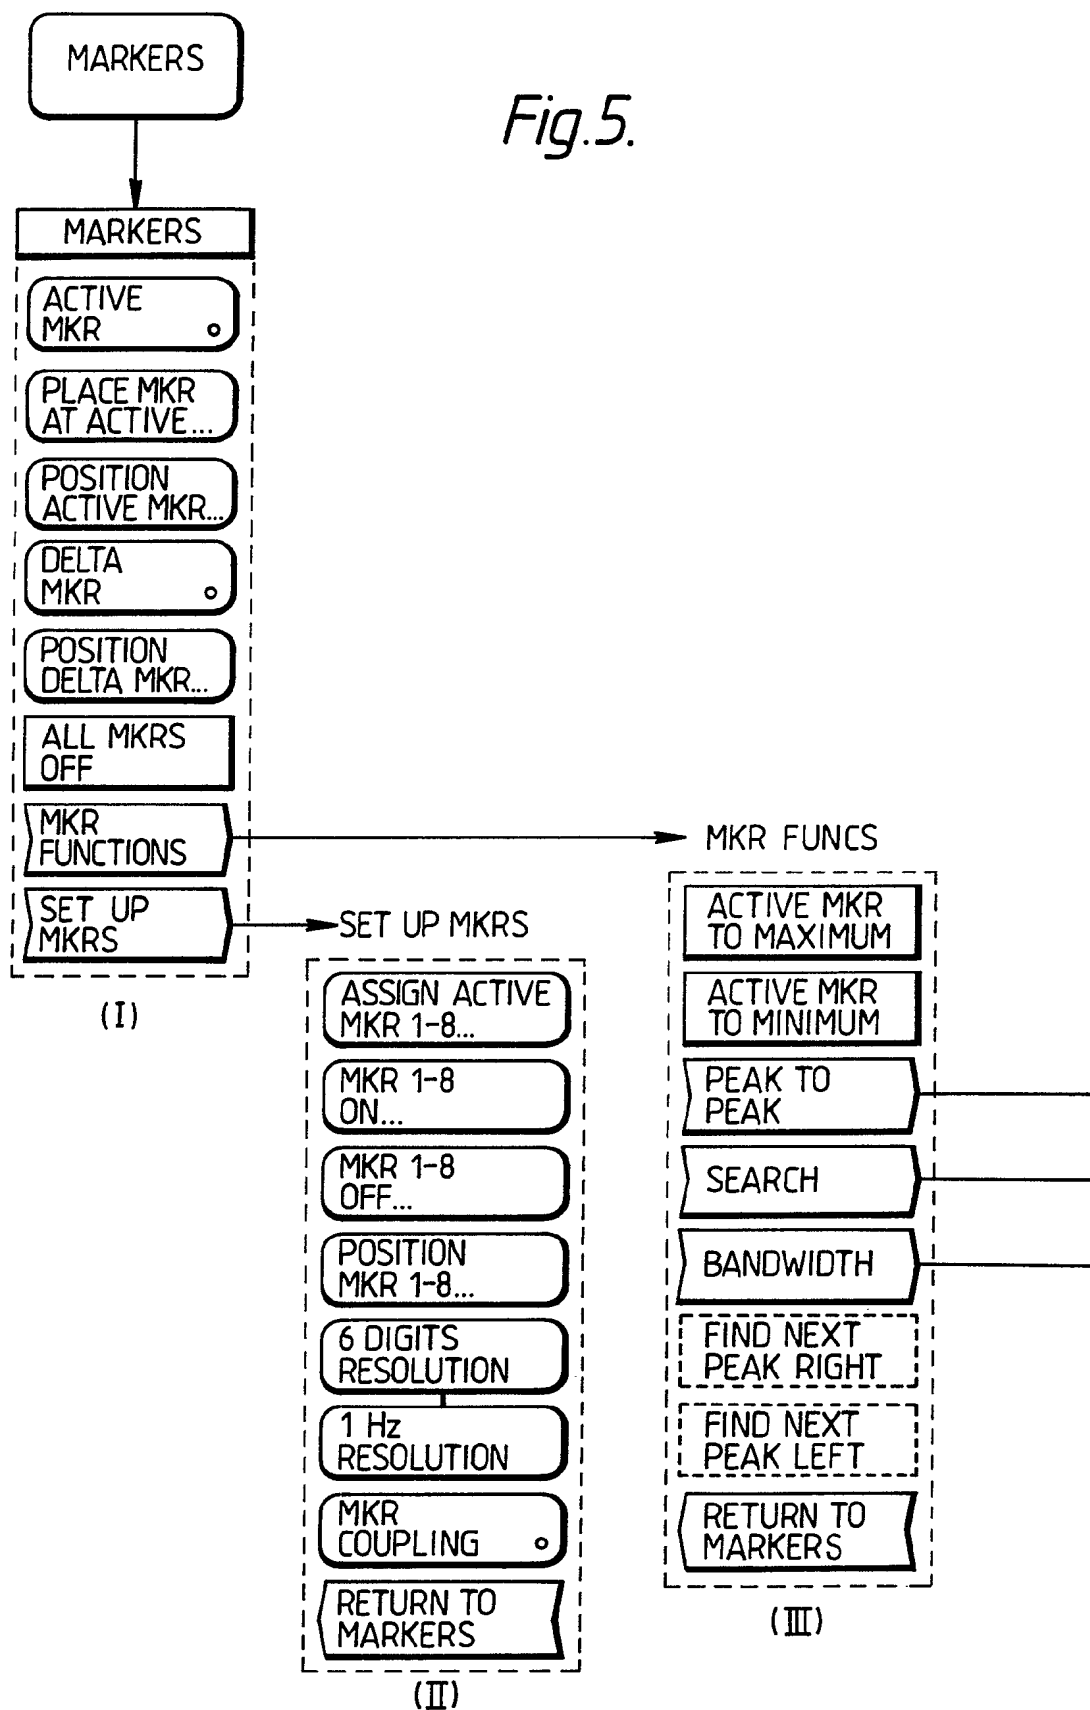 MARKERS
Fig.5.
MARKERS
ACTIVE
MKR
PLACE MKR
AT ACTIVE...
POSITION
ACTIVE MKR...
DELTA
MKR
POSITION
DELTA MKR...
ALL MKRS
OFF
MKR
FUNCTIONS
SET UP
MKRS
(I)
SET UP MKRS
ASSIGN ACTIVE
MKR 1-8...
MKR 1-8
ON...
MKR 1-8
OFF...
POSITION
MKR 1-8...
6 DIGITS
RESOLUTION
1 Hz
RESOLUTION
MKR
COUPLING
RETURN TO
MARKERS
(II)
MKR FUNCS
ACTIVE MKR
TO MAXIMUM
ACTIVE MKR
TO MINIMUM
PEAK TO
PEAK
SEARCH
BANDWIDTH
FIND NEXT
PEAK RIGHT
FIND NEXT
PEAK LEFT
RETURN TO
MARKERS
(III)